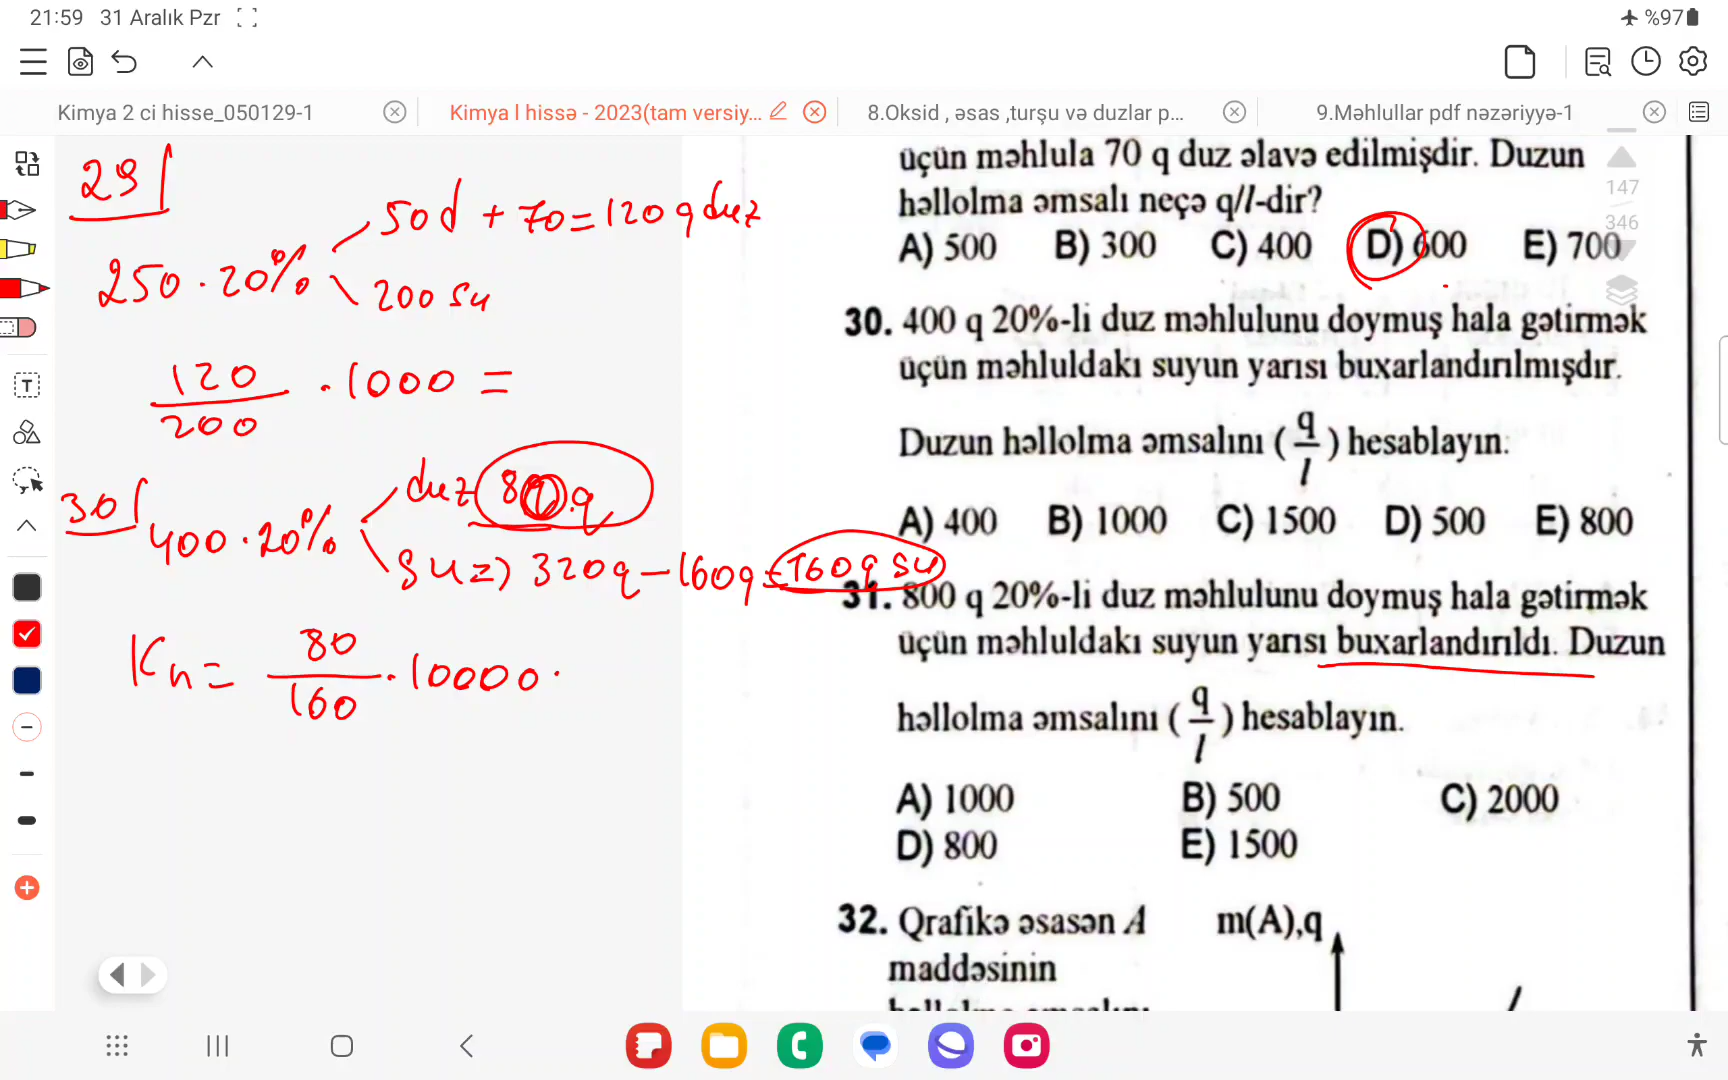 21:59 31 Aralık Pzr %97
Kimya 2 ci hisse_050129-1
Kimya l hissə - 2023(tam versiy...
8.Oksid , əsas ,turşu və duzlar p...
9.Məhlullar pdf nəzəriyyə-1
147
346
29
250 · 20%
50d + 70 = 120 q duz
200 su
120
200
· 1000 =
30
400 · 20%
duz 80 q
su 320q – 160q = 160q su
Kh =
80
160
· 10000 ·
üçün məhlula 70 q duz əlavə edilmişdir. Duzun
həllolma əmsalı neçə q/l-dir?
A) 500 B) 300 C) 400 D) 600 E) 700
30. 400 q 20%-li duz məhlulunu doymuş hala gətirmək
üçün məhluldakı suyun yarısı buxarlandırılmışdır.
Duzun həllolma əmsalını (q/l) hesablayın:
A) 400 B) 1000 C) 1500 D) 500 E) 800
31. 800 q 20%-li duz məhlulunu doymuş hala gətirmək
üçün məhluldakı suyun yarısı buxarlandırıldı. Duzun
həllolma əmsalını (q/l) hesablayın.
A) 1000 B) 500 C) 2000
D) 800 E) 1500
32. Qrafikə əsasən A m(A),q
maddəsinin